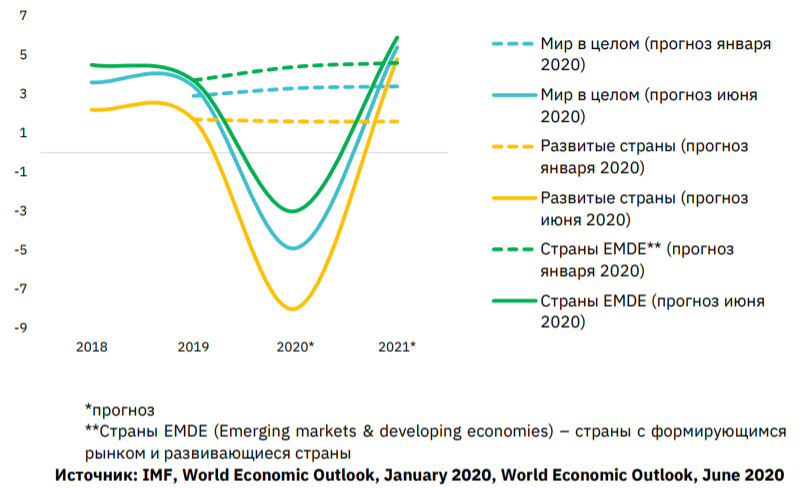 7
5
3
1
-1
-3
-5
-7
-9
2018 2019 2020* 2021*
Мир в целом (прогноз января
2020)
Мир в целом (прогноз июня
2020)
Развитые страны (прогноз
января 2020)
Развитые страны (прогноз
июня 2020)
Страны EMDE** (прогноз
января 2020)
Страны EMDE (прогноз июня
2020)
*прогноз
**Страны EMDE (Emerging markets & developing economies) – страны с формирующимся
рынком и развивающиеся страны
Источник: IMF, World Economic Outlook, January 2020, World Economic Outlook, June 2020